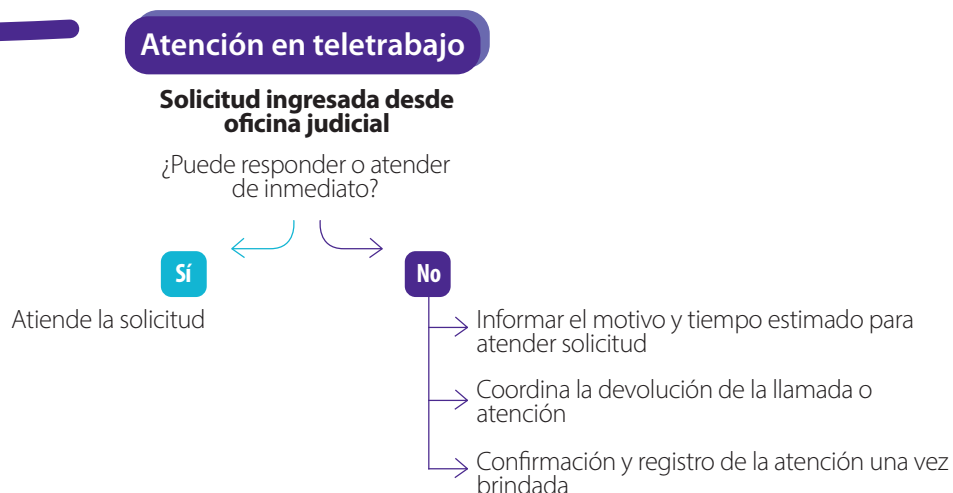 Atención en teletrabajo
Solicitud ingresada desde
oficina judicial
¿Puede responder o atender
de inmediato?
Sí
No
Atiende la solicitud
Informar el motivo y tiempo estimado para
atender solicitud
Coordina la devolución de la llamada o
atención
Confirmación y registro de la atención una vez
brindada